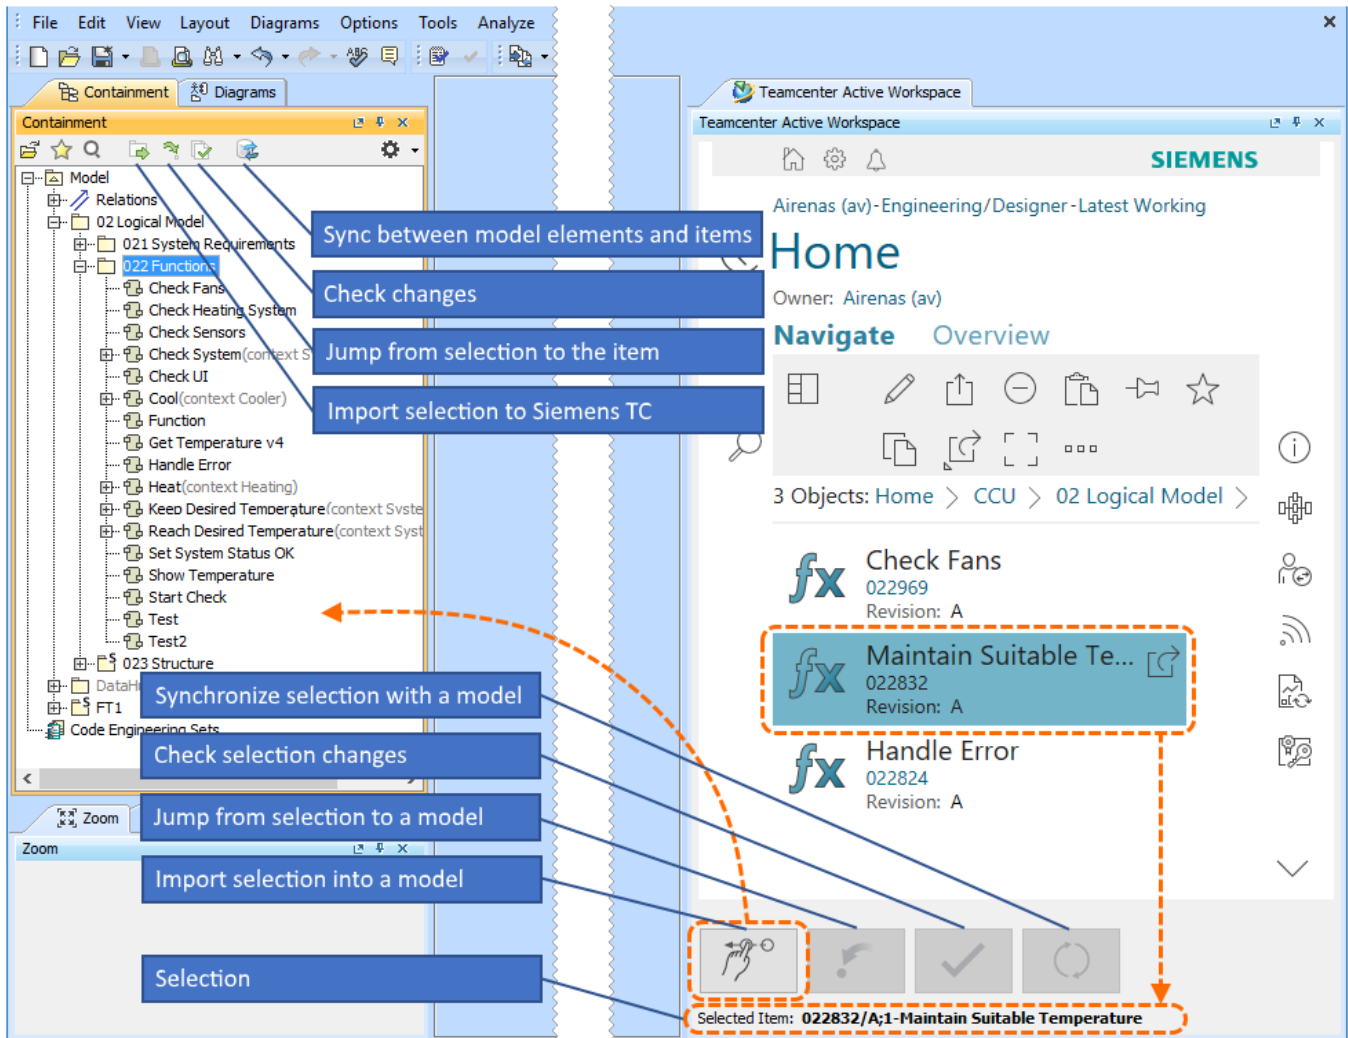 File Edit View Layout Diagrams Options Tools Analyze
Containment Diagrams
Containment
Model
Relations
02 Logical Model
021 System Requirements
022 Functions
Check Fans
Check Heating System
Check Sensors
Check System(context S
Check UI
Cool(context Cooler)
Function
Get Temperature v4
Handle Error
Heat(context Heating)
Keep Desired Temperature(context Syste
Reach Desired Temperature(context Syst
Set System Status OK
Show Temperature
Start Check
Test
Test2
023 Structure
DataH
FT1
Code Engineering Sets
Zoom
Zoom
Sync between model elements and items
Check changes
Jump from selection to the item
Import selection to Siemens TC
Synchronize selection with a model
Check selection changes
Jump from selection to a model
Import selection into a model
Selection
Teamcenter Active Workspace
Teamcenter Active Workspace
SIEMENS
Airenas (av)-Engineering/Designer-Latest Working
Home
Owner: Airenas (av)
Navigate Overview
3 Objects: Home > CCU > 02 Logical Model >
fx Check Fans
022969
Revision: A
fx Maintain Suitable Te...
022832
Revision: A
fx Handle Error
022824
Revision: A
Selected Item: 022832/A;1-Maintain Suitable Temperature